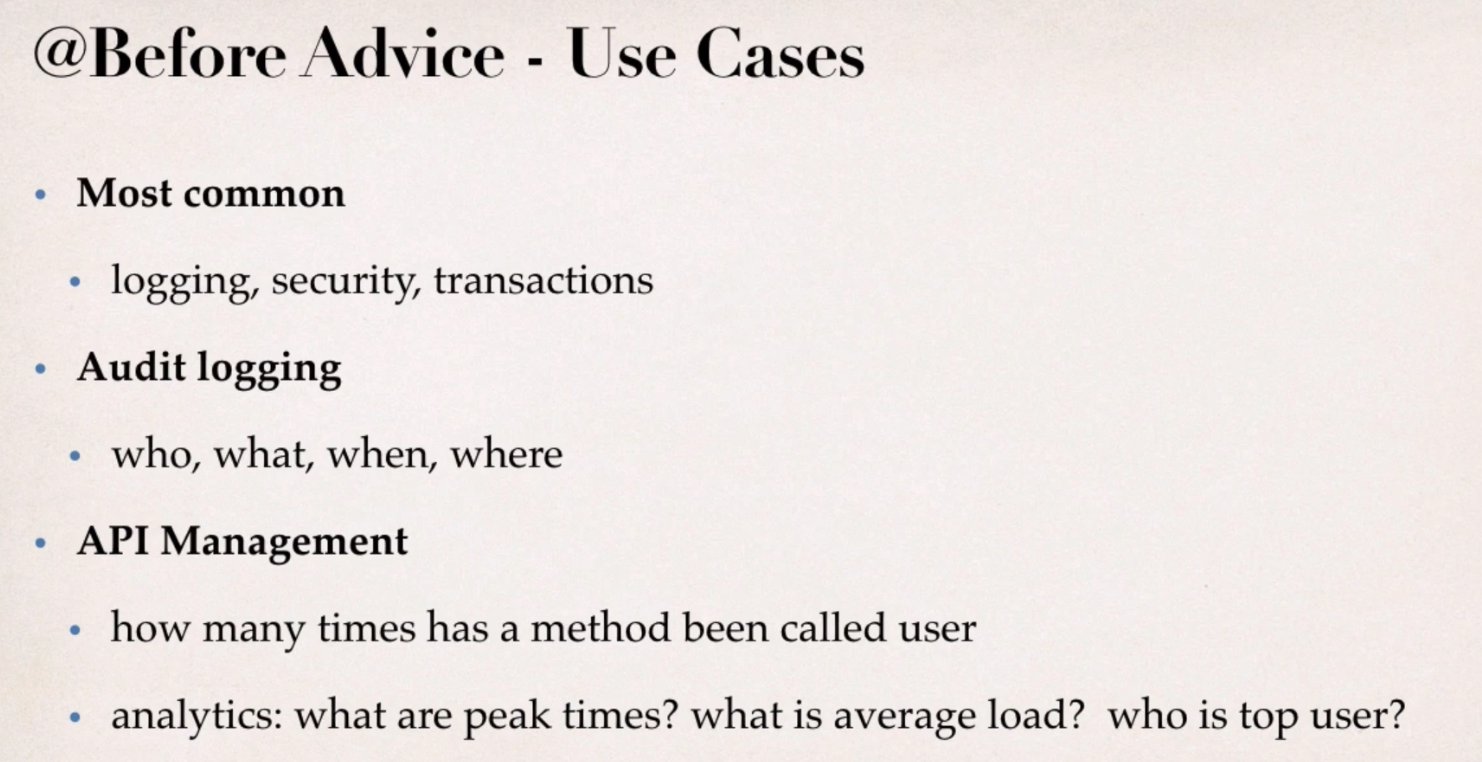 @Before Advice - Use Cases
• Most common
• logging, security, transactions
• Audit logging
• who, what, when, where
• API Management
• how many times has a method been called user
• analytics: what are peak times? what is average load?  who is top user?